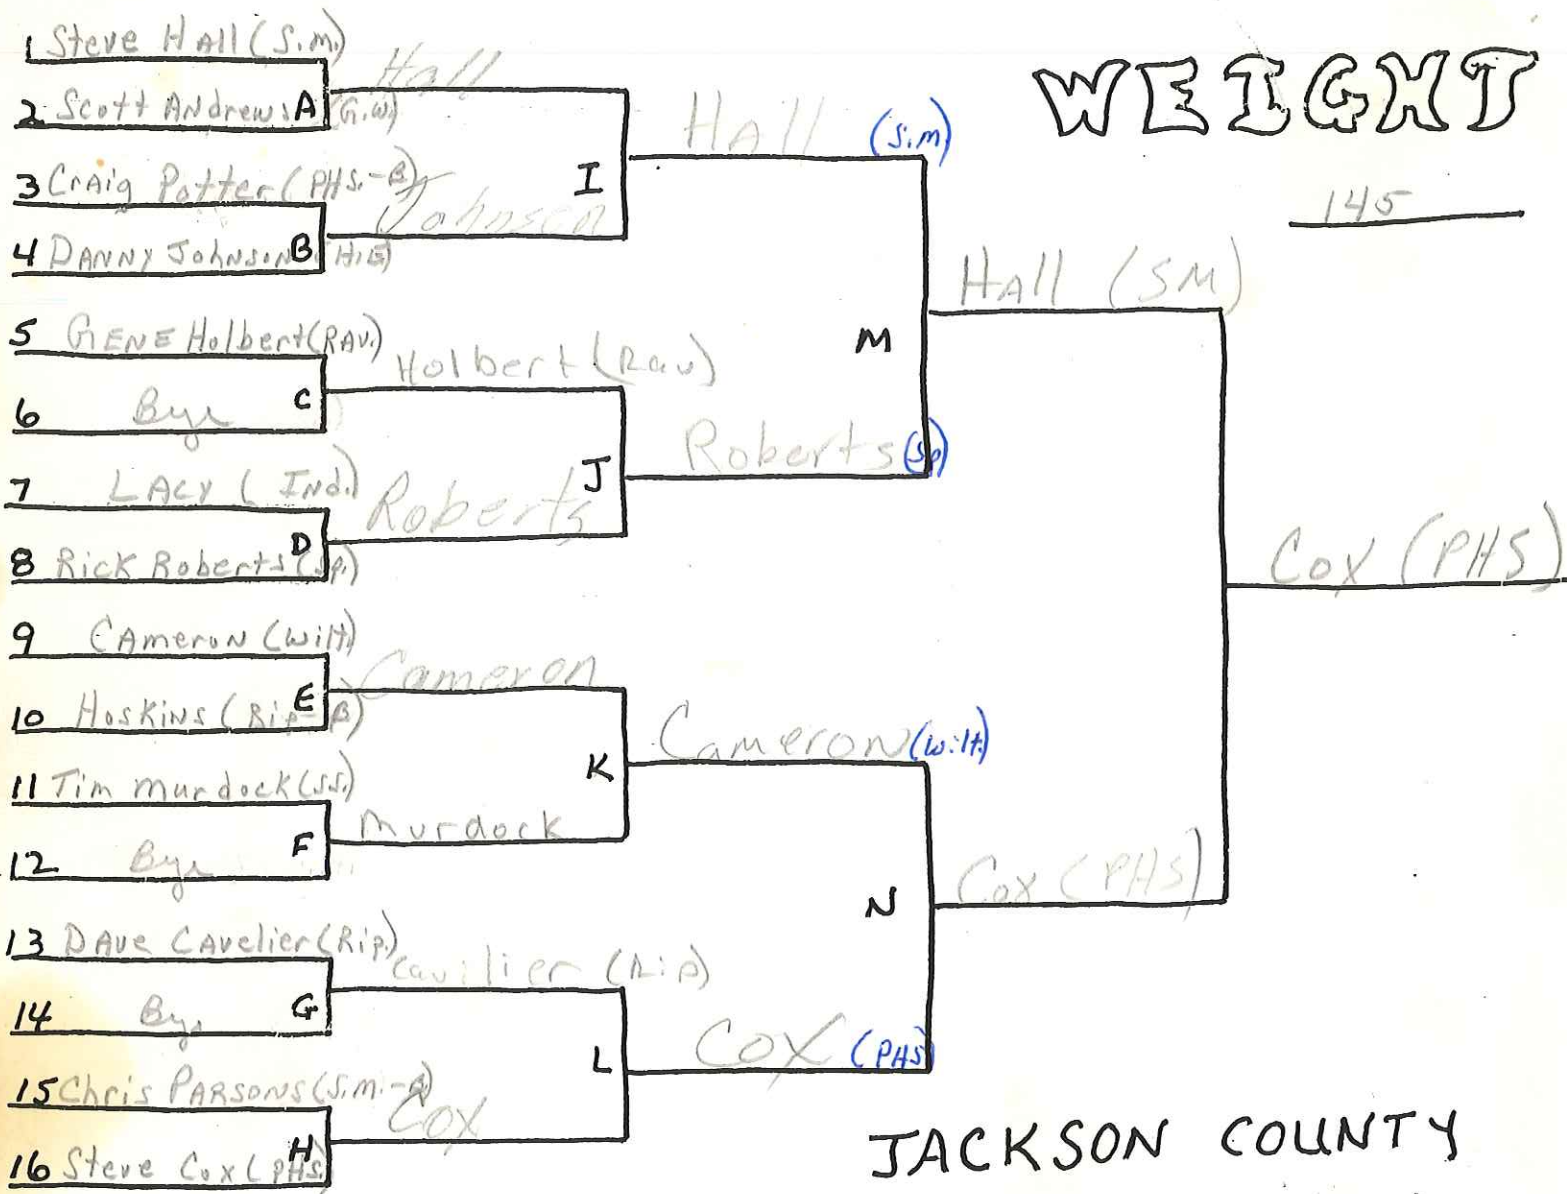 WEIGHT
145
1 Steve Hall (S.M.)
Hall
2 Scott Andrews A (G.W.)
Hall (S.M)
I
3 Craig Potter (PHS.-B)
Johnson
4 Danny Johnson B (H.E)
Hall (SM)
5 Gene Holbert (Rav.)
M
Holbert (Rav)
6 Bye C
Roberts (Sp)
J
7 Lacy (Ind.)
Roberts
8 Rick Roberts D (Sp.)
Cox (PHS)
9 Cameron (Wilt.)
Cameron
10 Hoskins E (Rip-B)
Cameron (Wilt.)
K
11 Tim Murdock (S.S.)
Murdock
12 Bye F
Cox (PHS)
N
13 Dave Cavelier (Rip.)
Cavilier (Rip)
14 Bye G
Cox (PHS)
L
15 Chris Parsons (S.M.-B)
Cox
16 Steve Cox H (PHS)
JACKSON COUNTY